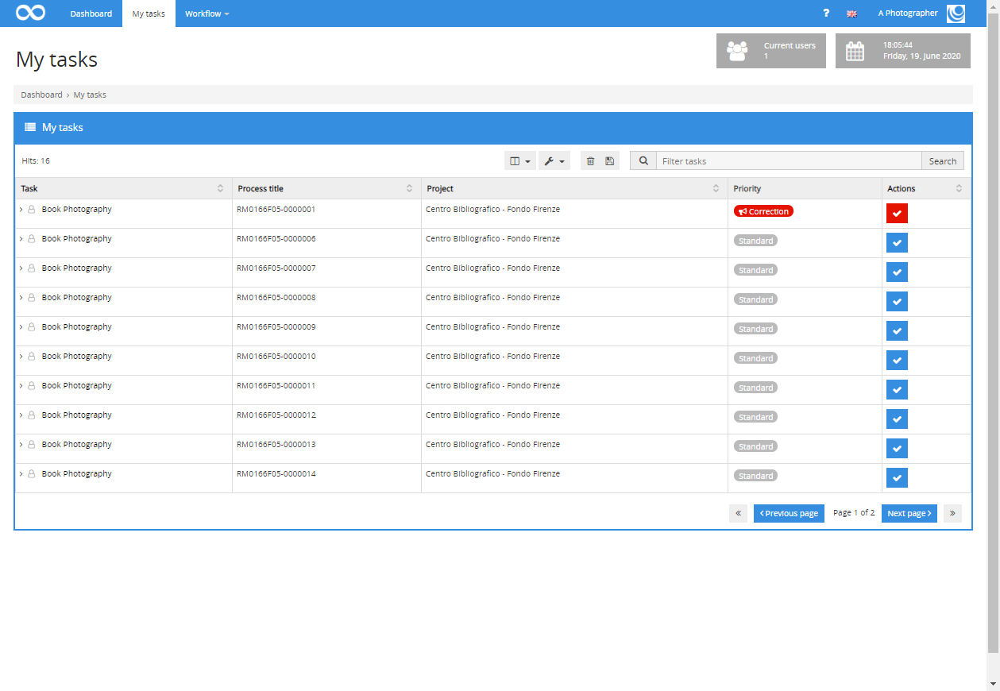 Dashboard My tasks Workflow ? A Photographer
My tasks
Current users
1
18:05:44
Friday, 19. June 2020
Dashboard › My tasks
My tasks
Hits: 16 Filter tasks Search
Task Process title Project Priority Actions
Book Photography RM0166F05-0000001 Centro Bibliografico - Fondo Firenze Correction
Book Photography RM0166F05-0000006 Centro Bibliografico - Fondo Firenze Standard
Book Photography RM0166F05-0000007 Centro Bibliografico - Fondo Firenze Standard
Book Photography RM0166F05-0000008 Centro Bibliografico - Fondo Firenze Standard
Book Photography RM0166F05-0000009 Centro Bibliografico - Fondo Firenze Standard
Book Photography RM0166F05-0000010 Centro Bibliografico - Fondo Firenze Standard
Book Photography RM0166F05-0000011 Centro Bibliografico - Fondo Firenze Standard
Book Photography RM0166F05-0000012 Centro Bibliografico - Fondo Firenze Standard
Book Photography RM0166F05-0000013 Centro Bibliografico - Fondo Firenze Standard
Book Photography RM0166F05-0000014 Centro Bibliografico - Fondo Firenze Standard
« ‹ Previous page Page 1 of 2 Next page › »